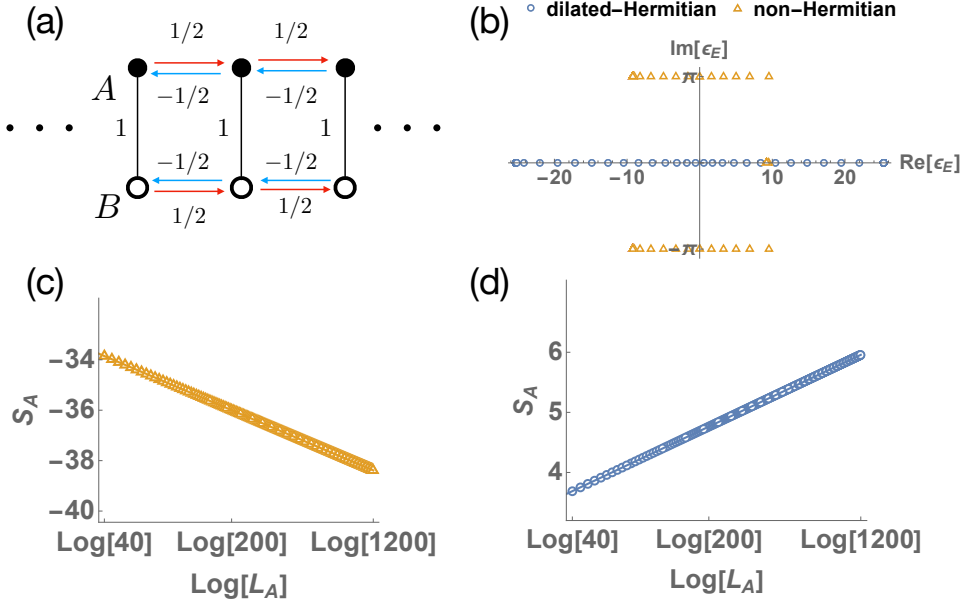 (a)
1/2 1/2
A
−1/2 −1/2
1 1 1
−1/2 −1/2
B
1/2 1/2
(b)
dilated−Hermitian non−Hermitian
Im[ϵ_E]
π
Re[ϵ_E]
−20 −10 10 20
−π
(c)
−34
−36
−38
−40
S_A
Log[40] Log[200] Log[1200]
Log[L_A]
(d)
6
5
4
S_A
Log[40] Log[200] Log[1200]
Log[L_A]